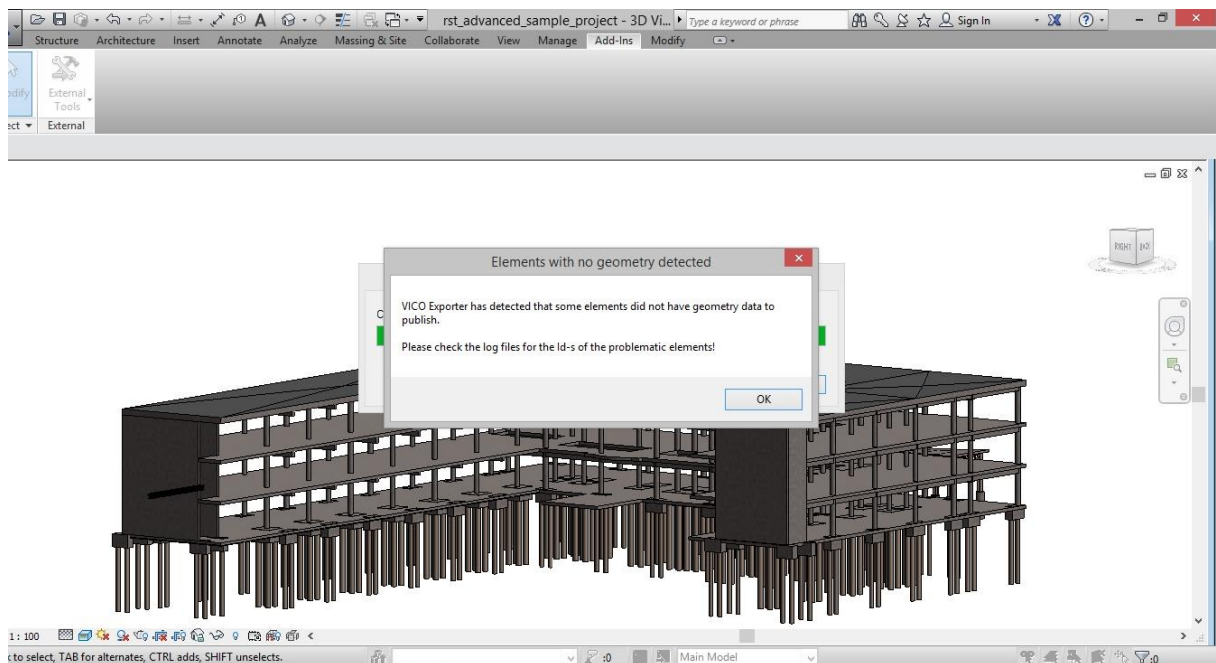 rst_advanced_sample_project - 3D Vi...
Type a keyword or phrase
Sign In
Structure Architecture Insert Annotate Analyze Massing & Site Collaborate View Manage Add-Ins Modify
External Tools
External
Elements with no geometry detected
VICO Exporter has detected that some elements did not have geometry data to
publish.
Please check the log files for the Id-s of the problematic elements!
OK
RIGHT
1 : 100
to select, TAB for alternates, CTRL adds, SHIFT unselects.
:0
Main Model
:0